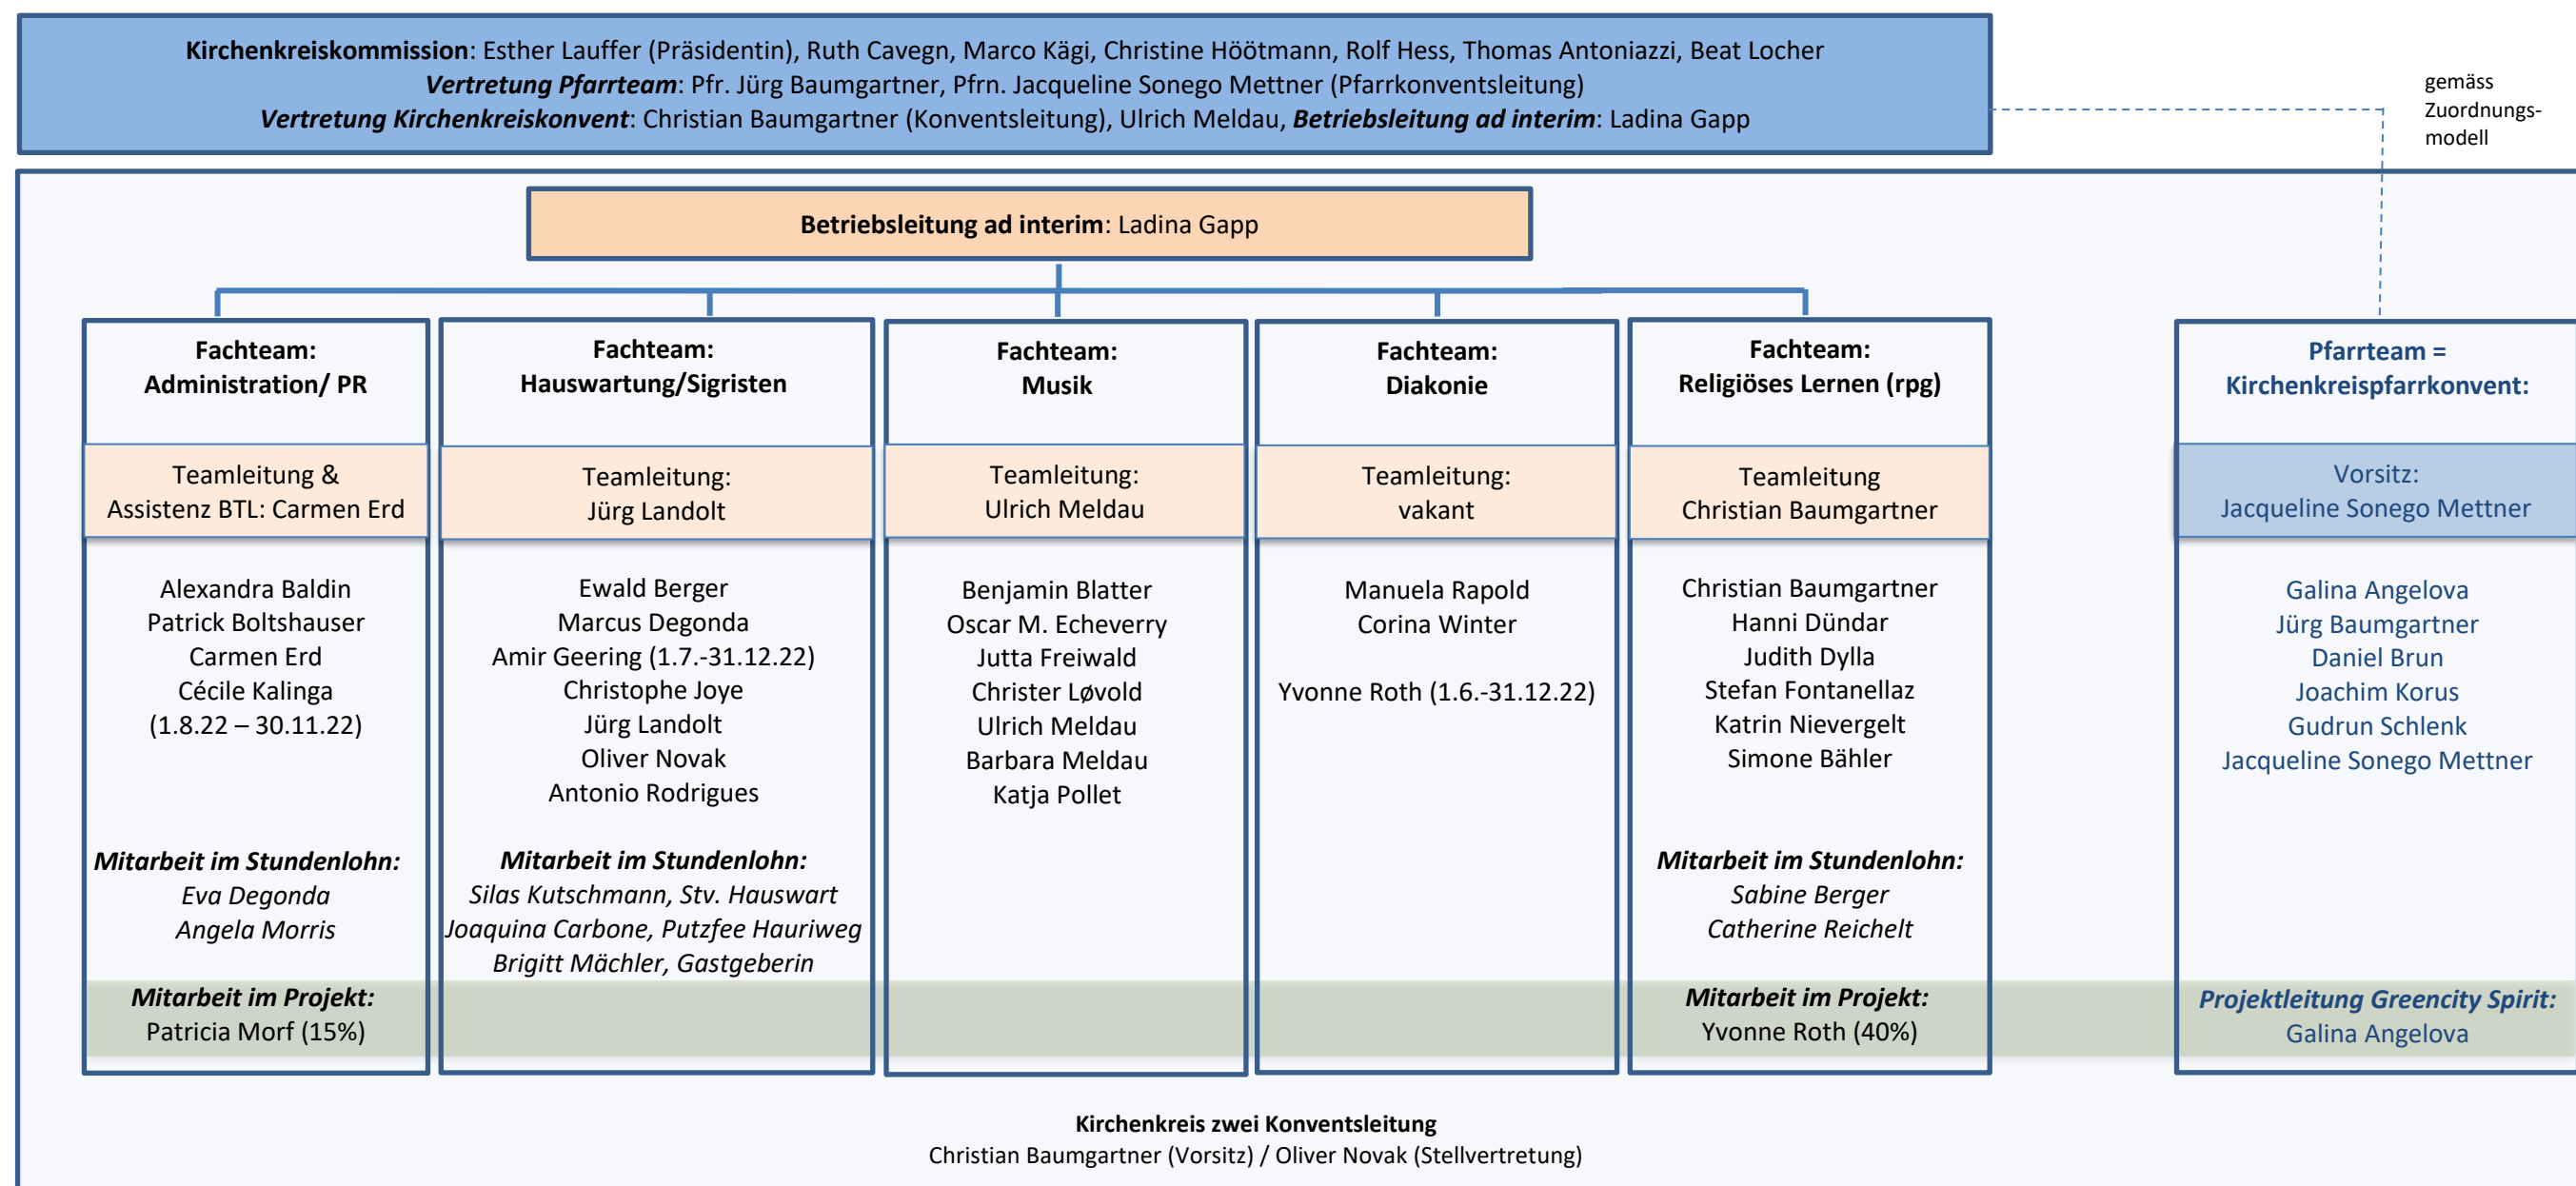 Kirchenkreiskommission: Esther Lauffer (Präsidentin), Ruth Cavegn, Marco Kägi, Christine Höötmann, Rolf Hess, Thomas Antoniazzi, Beat Locher
Vertretung Pfarrteam: Pfr. Jürg Baumgartner, Pfrn. Jacqueline Sonego Mettner (Pfarrkonventsleitung)
Vertretung Kirchenkreiskonvent: Christian Baumgartner (Konventsleitung), Ulrich Meldau, Betriebsleitung ad interim: Ladina Gapp
gemäss
Zuordnungs-
modell
Betriebsleitung ad interim: Ladina Gapp
Fachteam:
Administration/ PR
Teamleitung &
Assistenz BTL: Carmen Erd
Alexandra Baldin
Patrick Boltshauser
Carmen Erd
Cécile Kalinga
(1.8.22 – 30.11.22)
Mitarbeit im Stundenlohn:
Eva Degonda
Angela Morris
Mitarbeit im Projekt:
Patricia Morf (15%)
Fachteam:
Hauswartung/Sigristen
Teamleitung:
Jürg Landolt
Ewald Berger
Marcus Degonda
Amir Geering (1.7.-31.12.22)
Christophe Joye
Jürg Landolt
Oliver Novak
Antonio Rodrigues
Mitarbeit im Stundenlohn:
Silas Kutschmann, Stv. Hauswart
Joaquina Carbone, Putzfee Hauriweg
Brigitt Mächler, Gastgeberin
Fachteam:
Musik
Teamleitung:
Ulrich Meldau
Benjamin Blatter
Oscar M. Echeverry
Jutta Freiwald
Christer Løvold
Ulrich Meldau
Barbara Meldau
Katja Pollet
Fachteam:
Diakonie
Teamleitung:
vakant
Manuela Rapold
Corina Winter
Yvonne Roth (1.6.-31.12.22)
Fachteam:
Religiöses Lernen (rpg)
Teamleitung
Christian Baumgartner
Christian Baumgartner
Hanni Dündar
Judith Dylla
Stefan Fontanellaz
Katrin Nievergelt
Simone Bähler
Mitarbeit im Stundenlohn:
Sabine Berger
Catherine Reichelt
Mitarbeit im Projekt:
Yvonne Roth (40%)
Pfarrteam =
Kirchenkreispfarrkonvent:
Vorsitz:
Jacqueline Sonego Mettner
Galina Angelova
Jürg Baumgartner
Daniel Brun
Joachim Korus
Gudrun Schlenk
Jacqueline Sonego Mettner
Projektleitung Greencity Spirit:
Galina Angelova
Kirchenkreis zwei Konventsleitung
Christian Baumgartner (Vorsitz) / Oliver Novak (Stellvertretung)